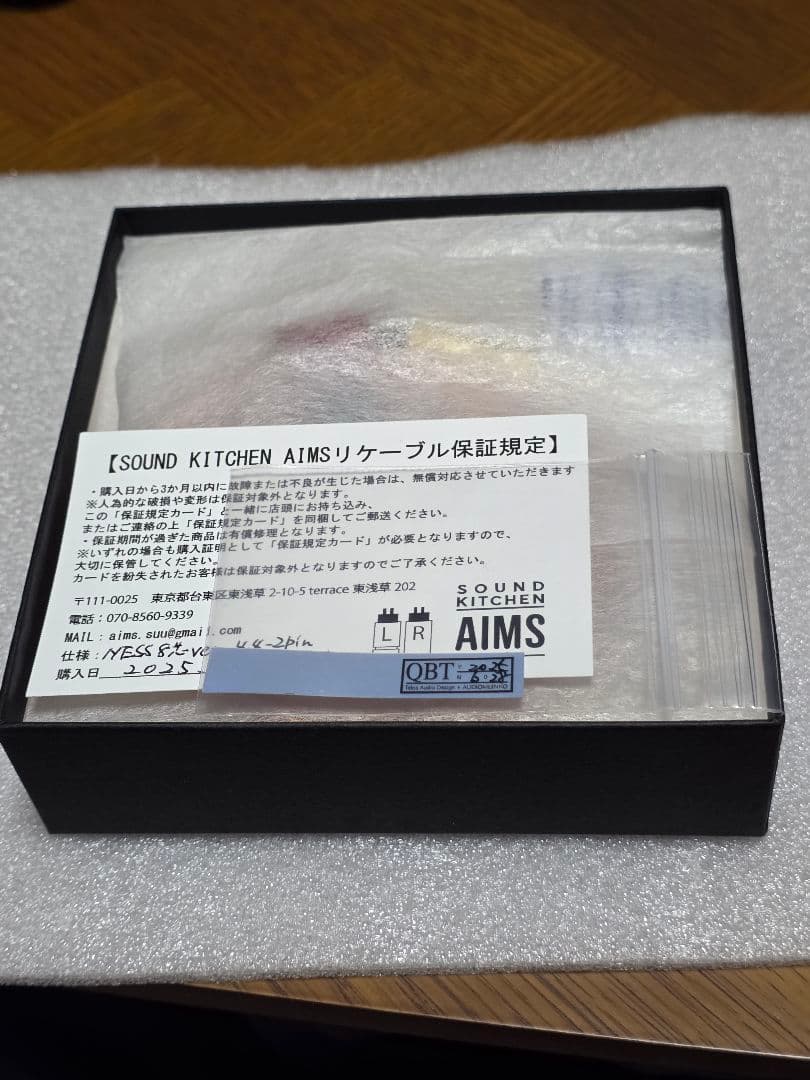 【SOUND KITCHEN AIMSリケーブル保証規定】
・購入日から3か月以内に故障または不良が生じた場合は、無償対応させていただきます
※人為的な破損や変形は保証対象外となります。
この「保証規定カード」と一緒に店頭にお持ち込み、
またはご連絡の上「保証規定カード」を同梱してご郵送ください。
・保証期間が過ぎた商品は有償修理となります。
※いずれの場合も購入証明として「保証規定カード」が必要となりますので、
大切に保管してください。
カードを紛失されたお客様は保証対象外となりますのでご了承ください。
〒111-0025 東京都台東区東浅草 2-10-5 terrace 東浅草 202
電話：070-8560-9339
MAIL：aims.suu@gmail.com
仕様：NESS 8芯 4.4-2pin
購入日 2025.
L R
SOUND
KITCHEN
AIMS
QBT
Telos Audio Design + AUDIOMUENKO